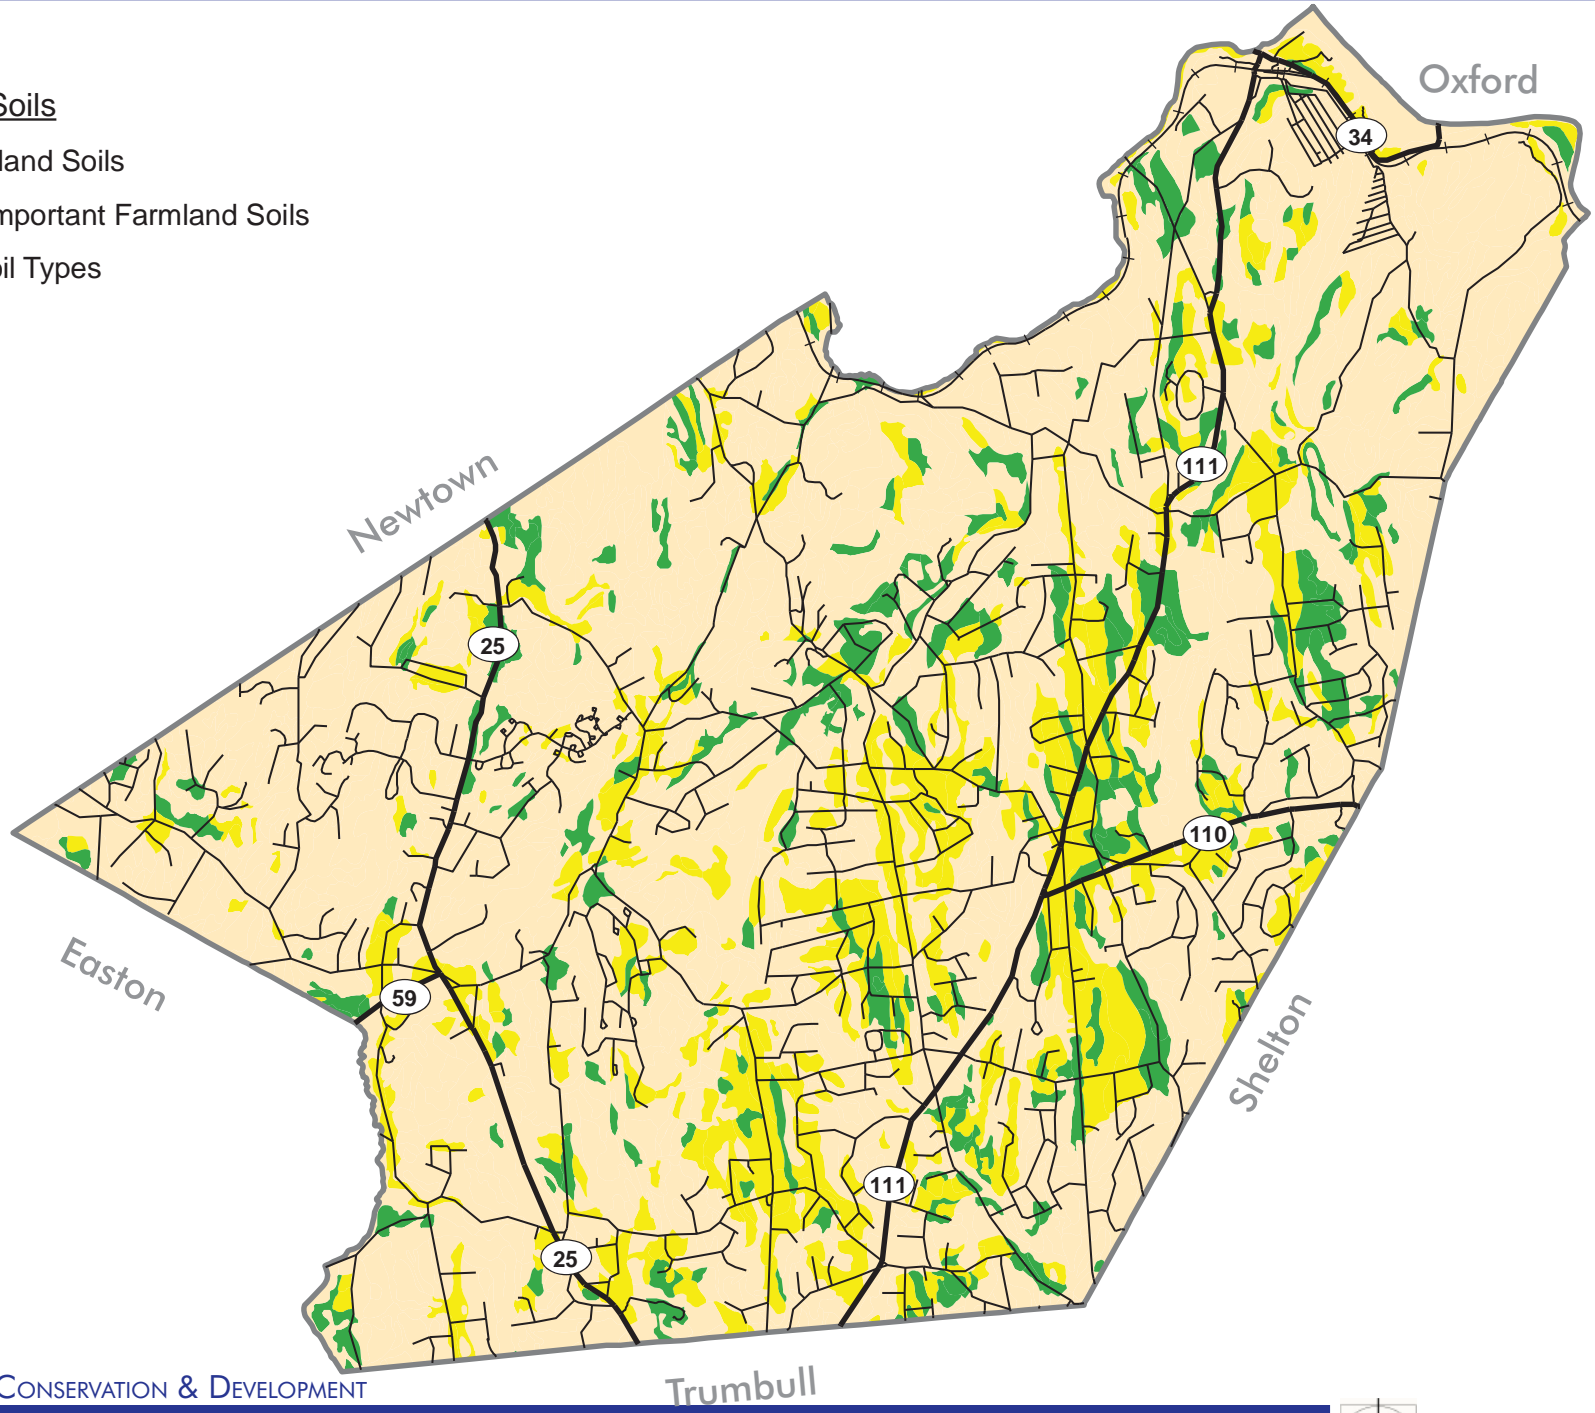 Soils
land Soils
mportant Farmland Soils
oil Types
Oxford
34
Newtown
111
25
110
Easton
59
Shelton
111
25
Trumbull
CONSERVATION & DEVELOPMENT